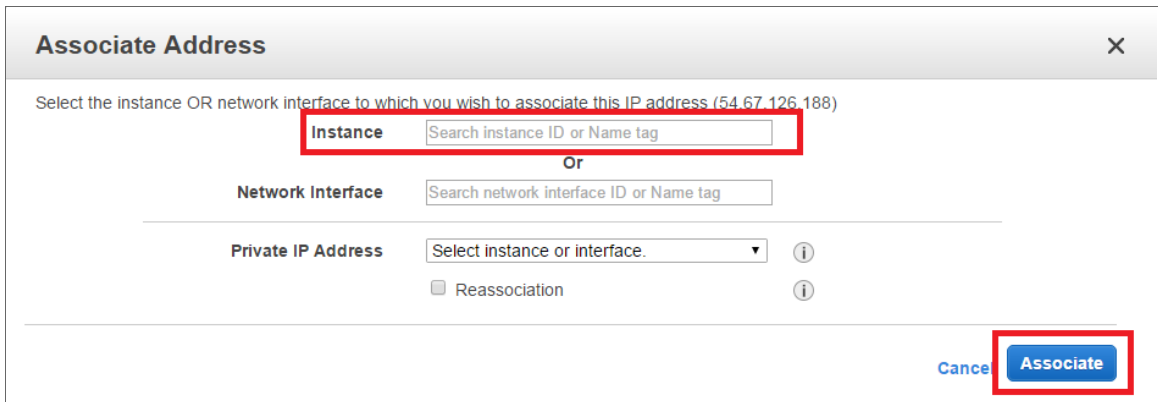 Associate Address
Select the instance OR network interface to which you wish to associate this IP address (54.67.126.188)
Instance Search instance ID or Name tag
Or
Network Interface Search network interface ID or Name tag
Private IP Address Select instance or interface.
Reassociation
Cancel Associate